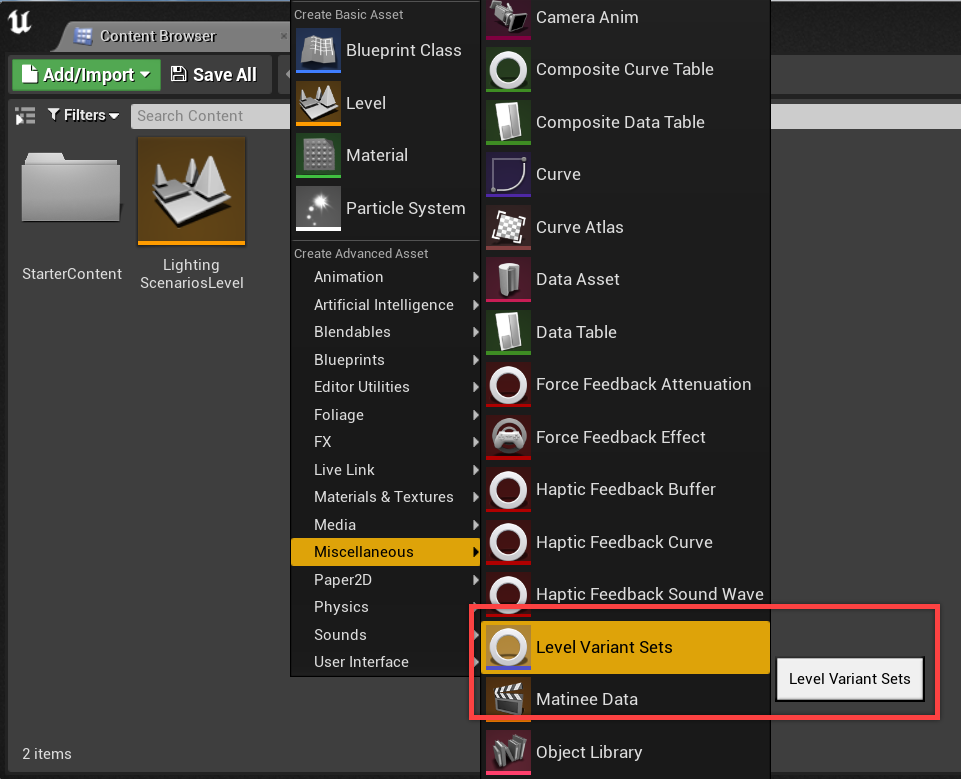 Content Browser
Add/Import
Save All
Filters
Search Content
StarterContent
Lighting
ScenariosLevel
2 items
Create Basic Asset
Blueprint Class
Level
Material
Particle System
Create Advanced Asset
Animation
Artificial Intelligence
Blendables
Blueprints
Editor Utilities
Foliage
FX
Live Link
Materials & Textures
Media
Miscellaneous
Paper2D
Physics
Sounds
User Interface
Camera Anim
Composite Curve Table
Composite Data Table
Curve
Curve Atlas
Data Asset
Data Table
Force Feedback Attenuation
Force Feedback Effect
Haptic Feedback Buffer
Haptic Feedback Curve
Haptic Feedback Sound Wave
Level Variant Sets
Level Variant Sets
Matinee Data
Object Library